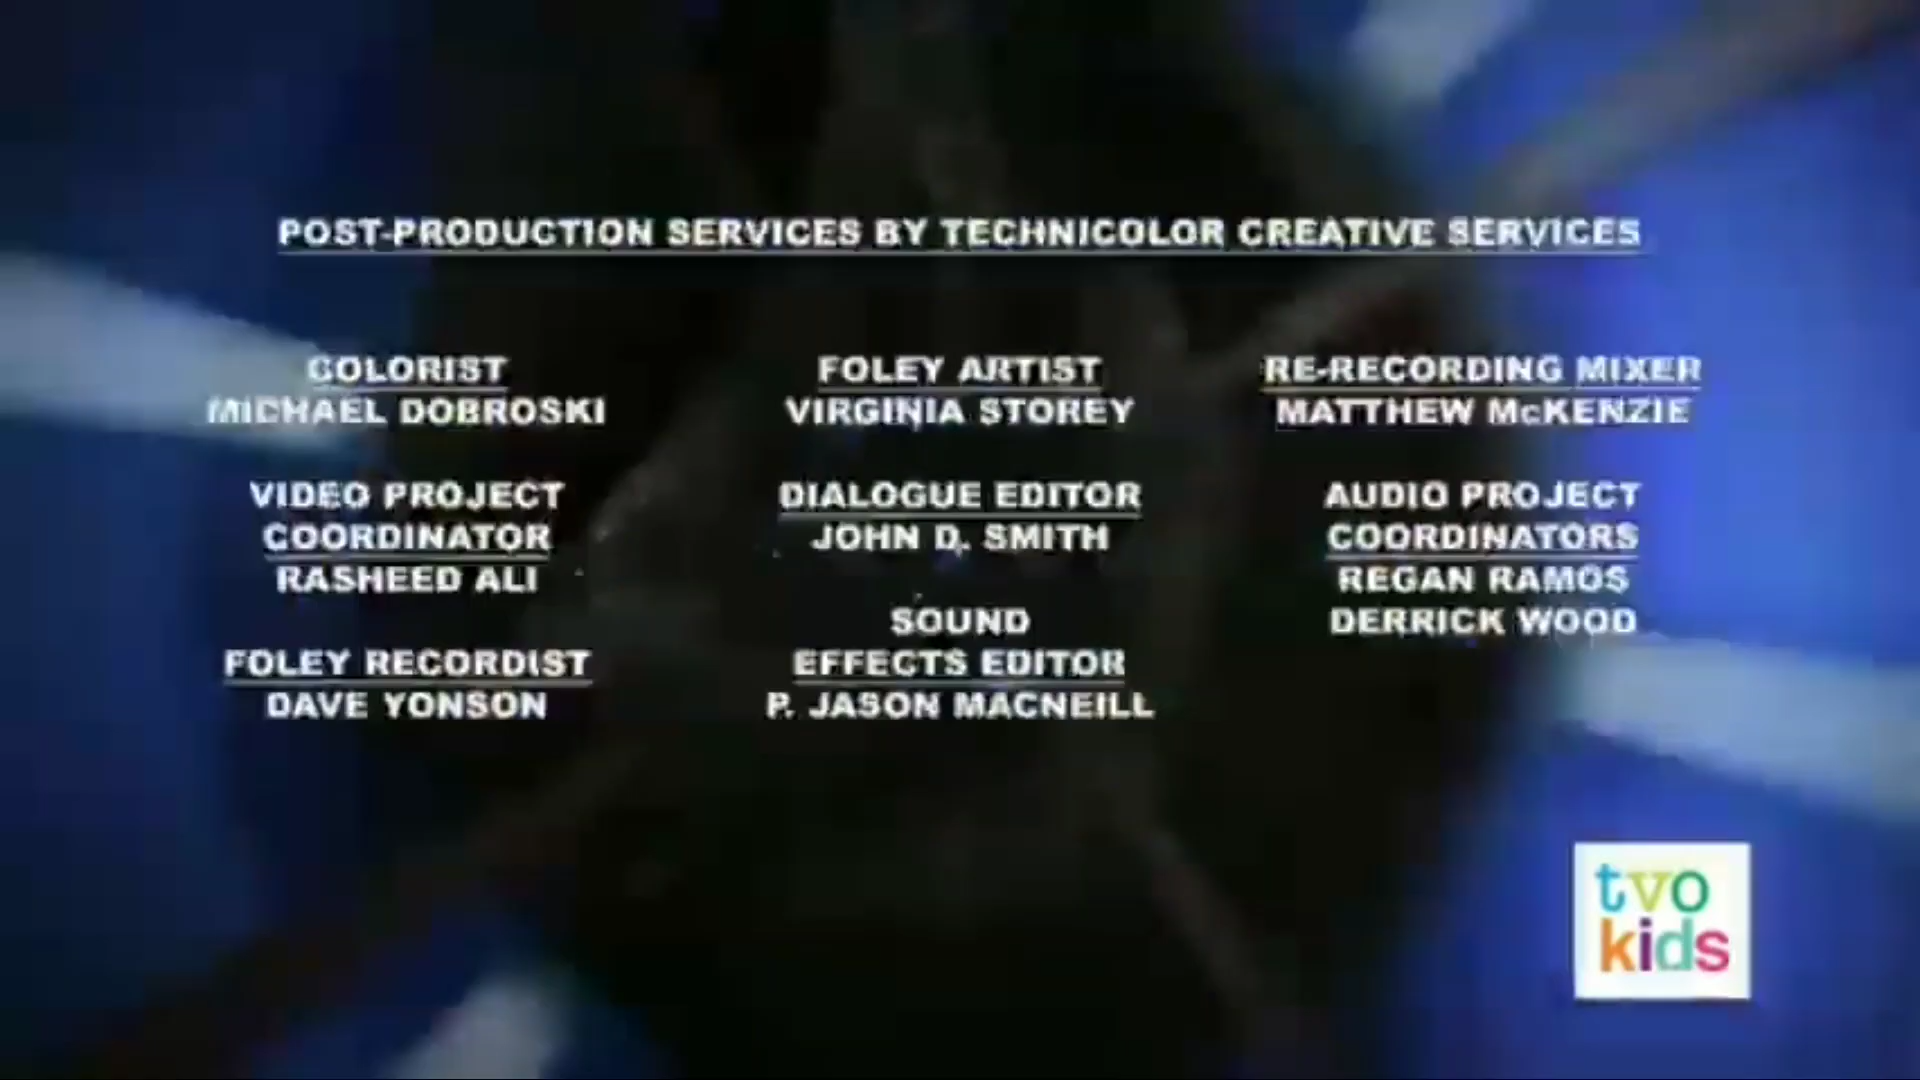 POST-PRODUCTION SERVICES BY TECHNICOLOR CREATIVE SERVICES
COLORIST
MICHAEL DOBROSKI
VIDEO PROJECT
COORDINATOR
RASHEED ALI
FOLEY RECORDIST
DAVE YONSON
FOLEY ARTIST
VIRGINIA STOREY
DIALOGUE EDITOR
JOHN D. SMITH
SOUND
EFFECTS EDITOR
P. JASON MACNEILL
RE-RECORDING MIXER
MATTHEW McKENZIE
AUDIO PROJECT
COORDINATORS
REGAN RAMOS
DERRICK WOOD
tvo
kids